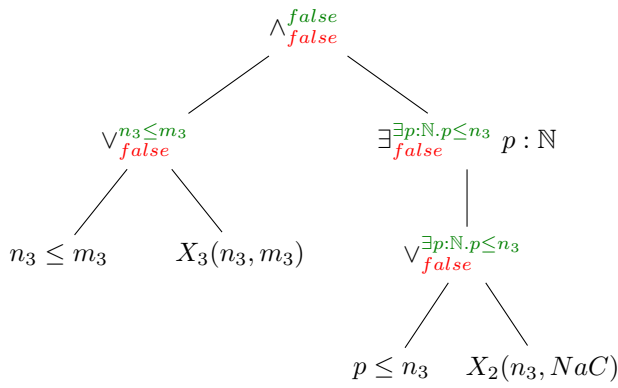 ∧^{false}_{false}
∨^{n_3≤m_3}_{false} ∃^{∃p:ℕ.p≤n_3}_{false} p : ℕ
n_3 ≤ m_3 X_3(n_3, m_3) ∨^{∃p:ℕ.p≤n_3}_{false}
p ≤ n_3 X_2(n_3, NaC)